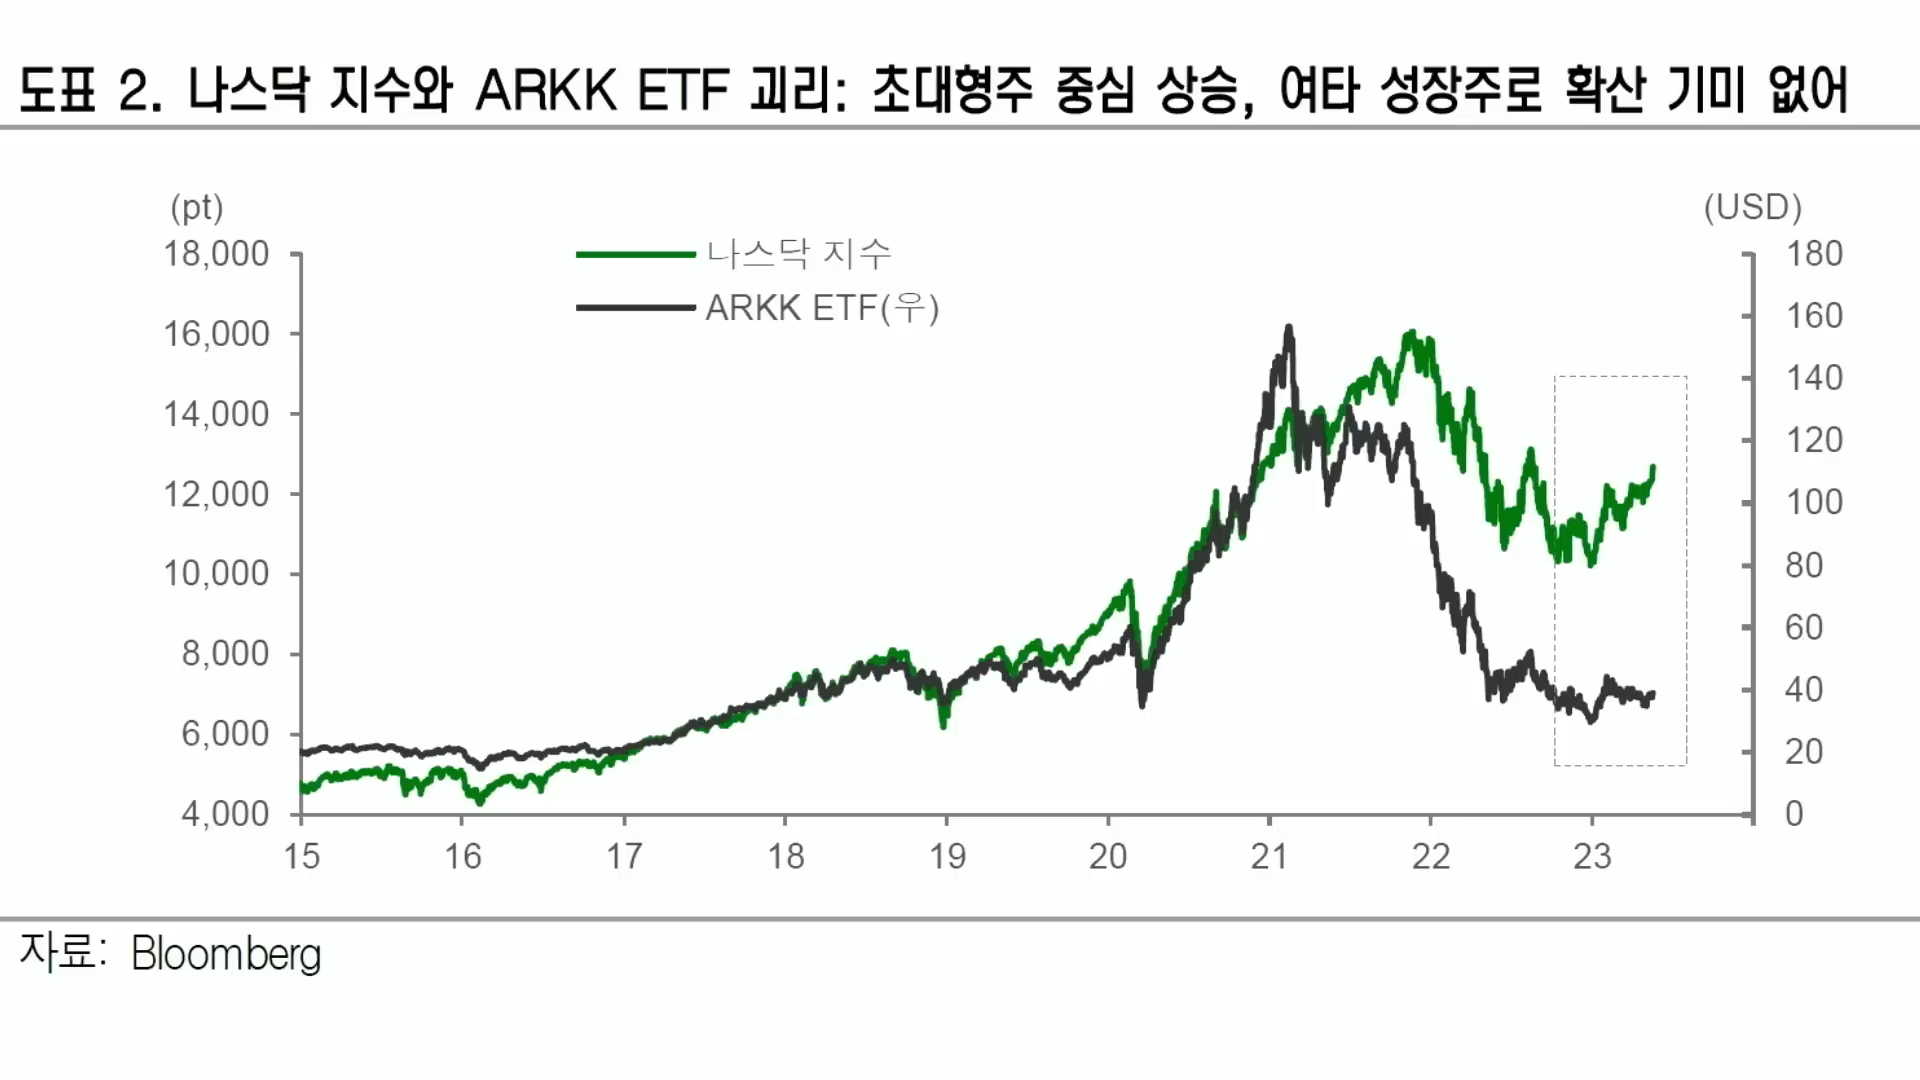 도표 2. 나스닥 지수와 ARKK ETF 괴리: 초대형주 중심 상승, 여타 성장주로 확산 기미 없어
(pt)
(USD)
나스닥 지수
ARKK ETF(우)
18,000
16,000
14,000
12,000
10,000
8,000
6,000
4,000
180
160
140
120
100
80
60
40
20
0
15 16 17 18 19 20 21 22 23
자료: Bloomberg